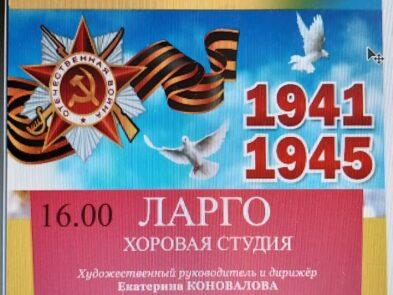 ОТЕЧЕСТВЕННАЯ ВОЙНА
1941
1945
16.00 ЛАРГО
ХОРОВАЯ СТУДИЯ
Художественный руководитель и дирижёр
Екатерина КОНОВАЛОВА